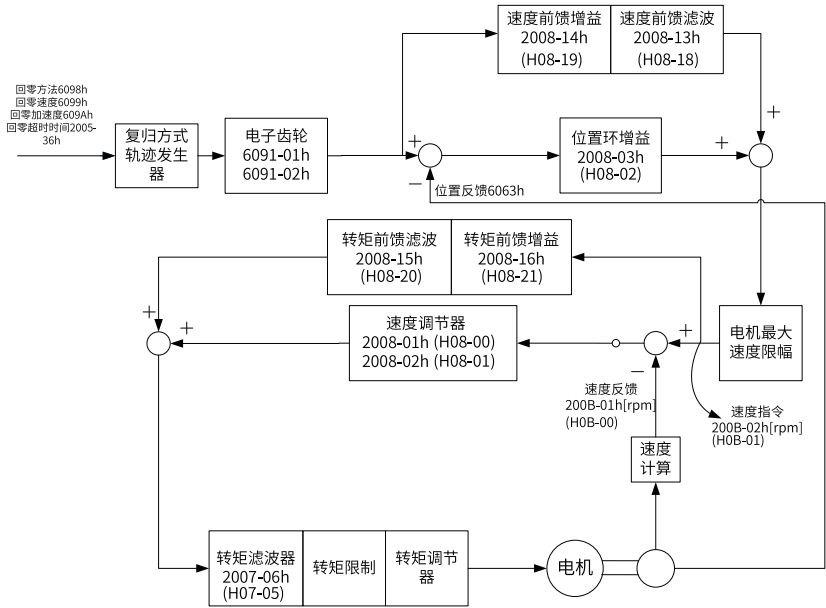 速度前馈增益
2008-14h
(H08-19)
速度前馈滤波
2008-13h
(H08-18)
回零方法6098h
回零速度6099h
回零加速度609Ah
回零超时时间2005-
36h
复归方式
轨迹发生
器
电子齿轮
6091-01h
6091-02h
+
−
位置反馈6063h
位置环增益
2008-03h
(H08-02)
+
+
转矩前馈滤波
2008-15h
(H08-20)
转矩前馈增益
2008-16h
(H08-21)
+
+
速度调节器
2008-01h (H08-00)
2008-02h (H08-01)
+
−
电机最大
速度限幅
速度反馈
200B-01h[rpm]
(H0B-00)
速度指令
200B-02h[rpm]
(H0B-01)
速度
计算
转矩滤波器
2007-06h
(H07-05)
转矩限制
转矩调节
器
电机